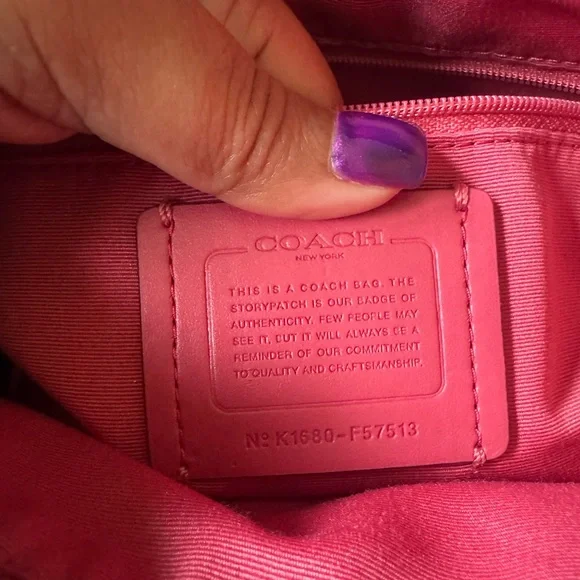 COACH
NEW YORK
THIS IS A COACH BAG. THE
STORYPATCH IS OUR BADGE OF
AUTHENTICITY. FEW PEOPLE MAY
SEE IT, BUT IT WILL ALWAYS BE A
REMINDER OF OUR COMMITMENT
TO QUALITY AND CRAFTSMANSHIP.
Nº K1680-F57513